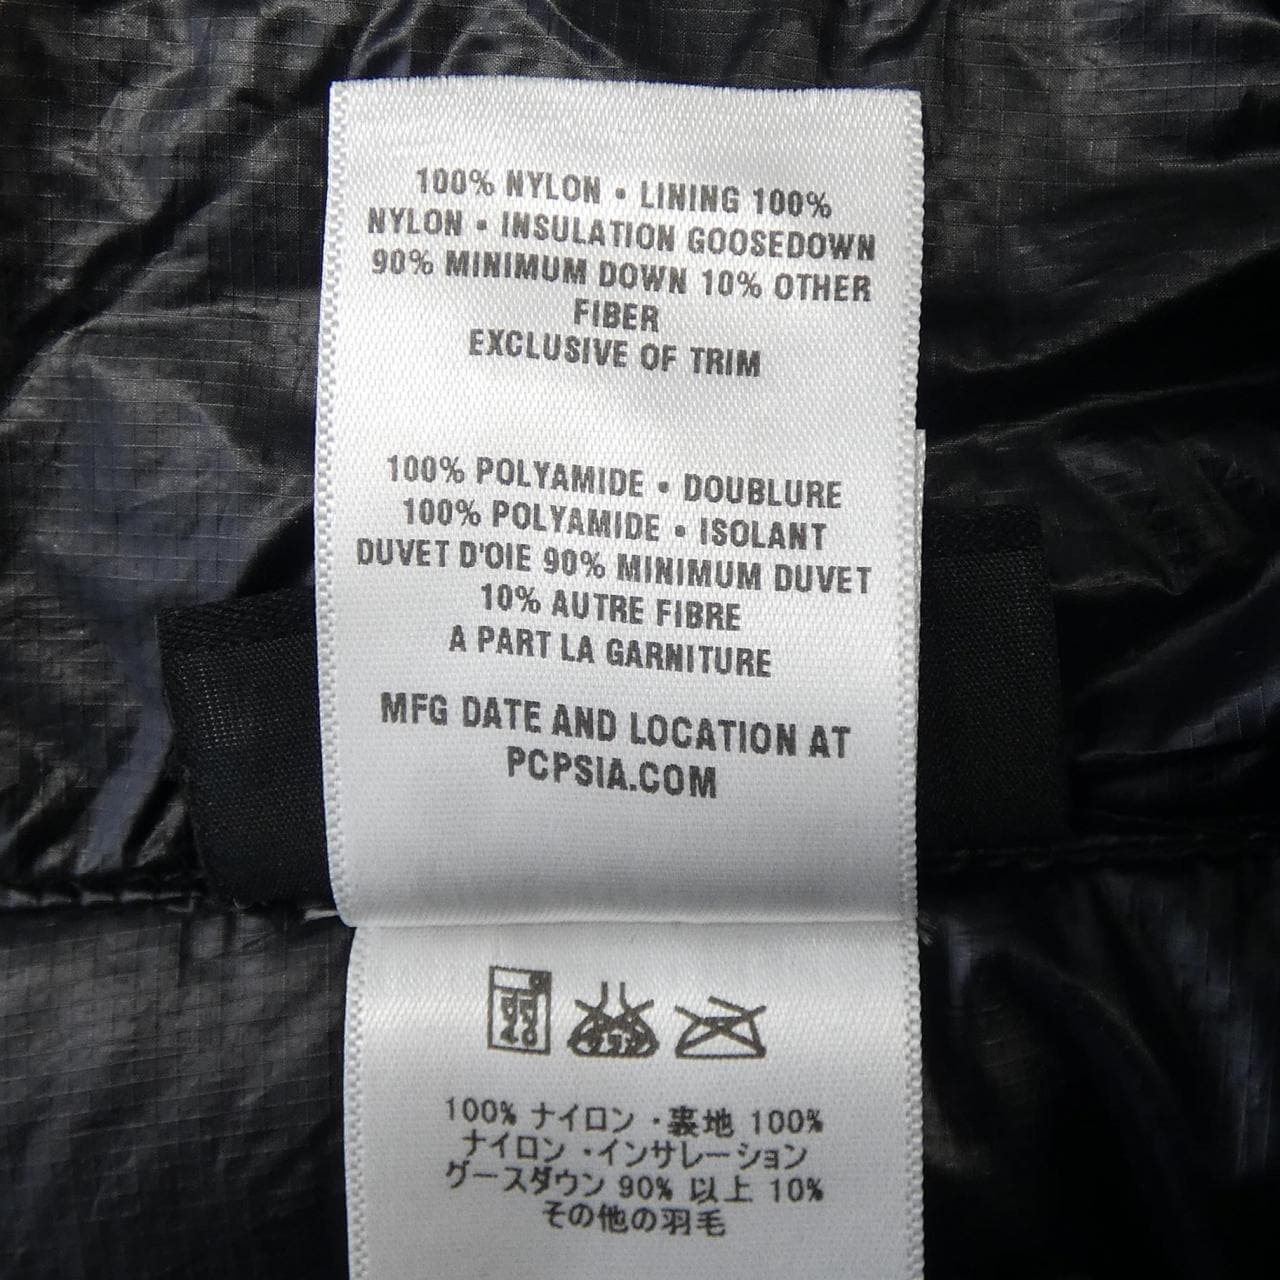 100% NYLON • LINING 100%
NYLON • INSULATION GOOSEDOWN
90% MINIMUM DOWN 10% OTHER
FIBER
EXCLUSIVE OF TRIM
100% POLYAMIDE • DOUBLURE
100% POLYAMIDE • ISOLANT
DUVET D'OIE 90% MINIMUM DUVET
10% AUTRE FIBRE
A PART LA GARNITURE
MFG DATE AND LOCATION AT
PCPSIA.COM
40
100% ナイロン・裏地 100%
ナイロン・インサレーション
グースダウン 90% 以上 10%
その他の羽毛